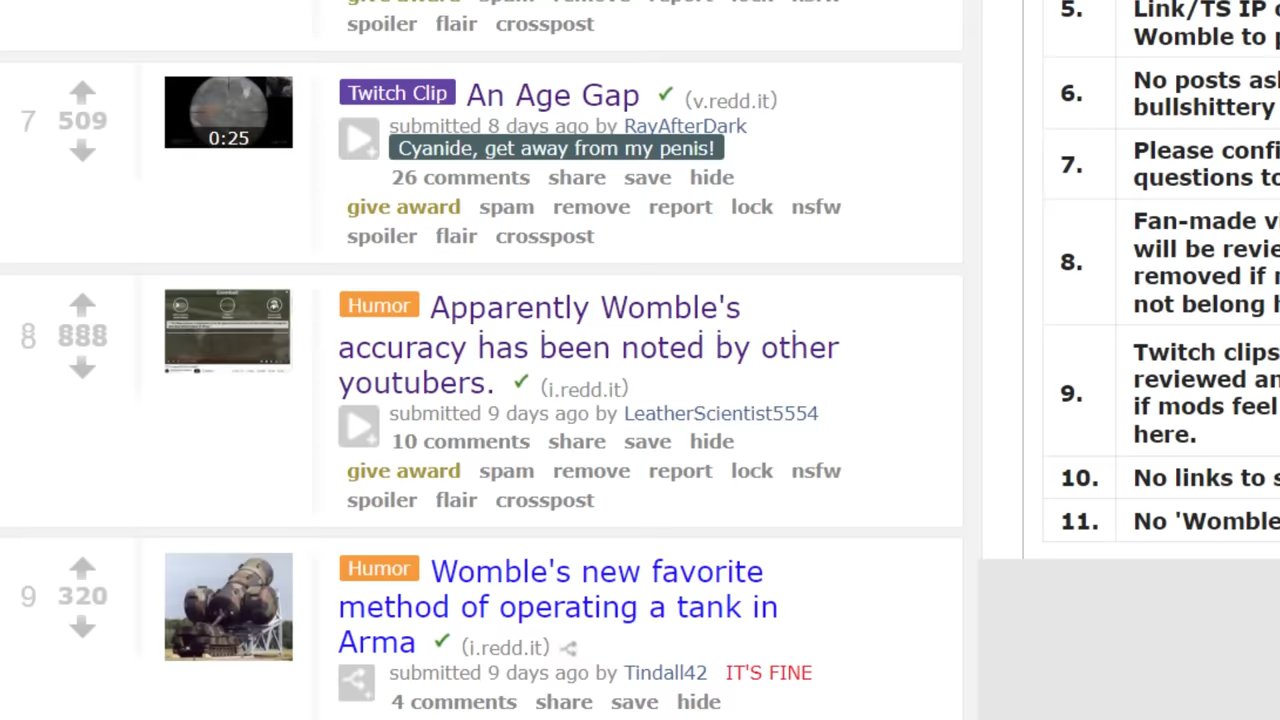 give award spam remove report lock nsfw
spoiler flair crosspost
7
509
0:25
Twitch Clip An Age Gap ✔ (v.redd.it)
submitted 8 days ago by RayAfterDark
Cyanide, get away from my penis!
26 comments share save hide
give award spam remove report lock nsfw
spoiler flair crosspost
8
888
Humor Apparently Womble's
accuracy has been noted by other
youtubers. ✔ (i.redd.it)
submitted 9 days ago by LeatherScientist5554
10 comments share save hide
give award spam remove report lock nsfw
spoiler flair crosspost
9
320
Humor Womble's new favorite
method of operating a tank in
Arma ✔ (i.redd.it)
submitted 9 days ago by Tindall42 IT'S FINE
4 comments share save hide
5. Link/TS IP
Womble to
6. No posts
bullshittery
7. Please
questions to
8. Fan-made
will be
removed if
not belong
9. Twitch clips
reviewed
if mods feel
here.
10. No links to
11. No 'Womble